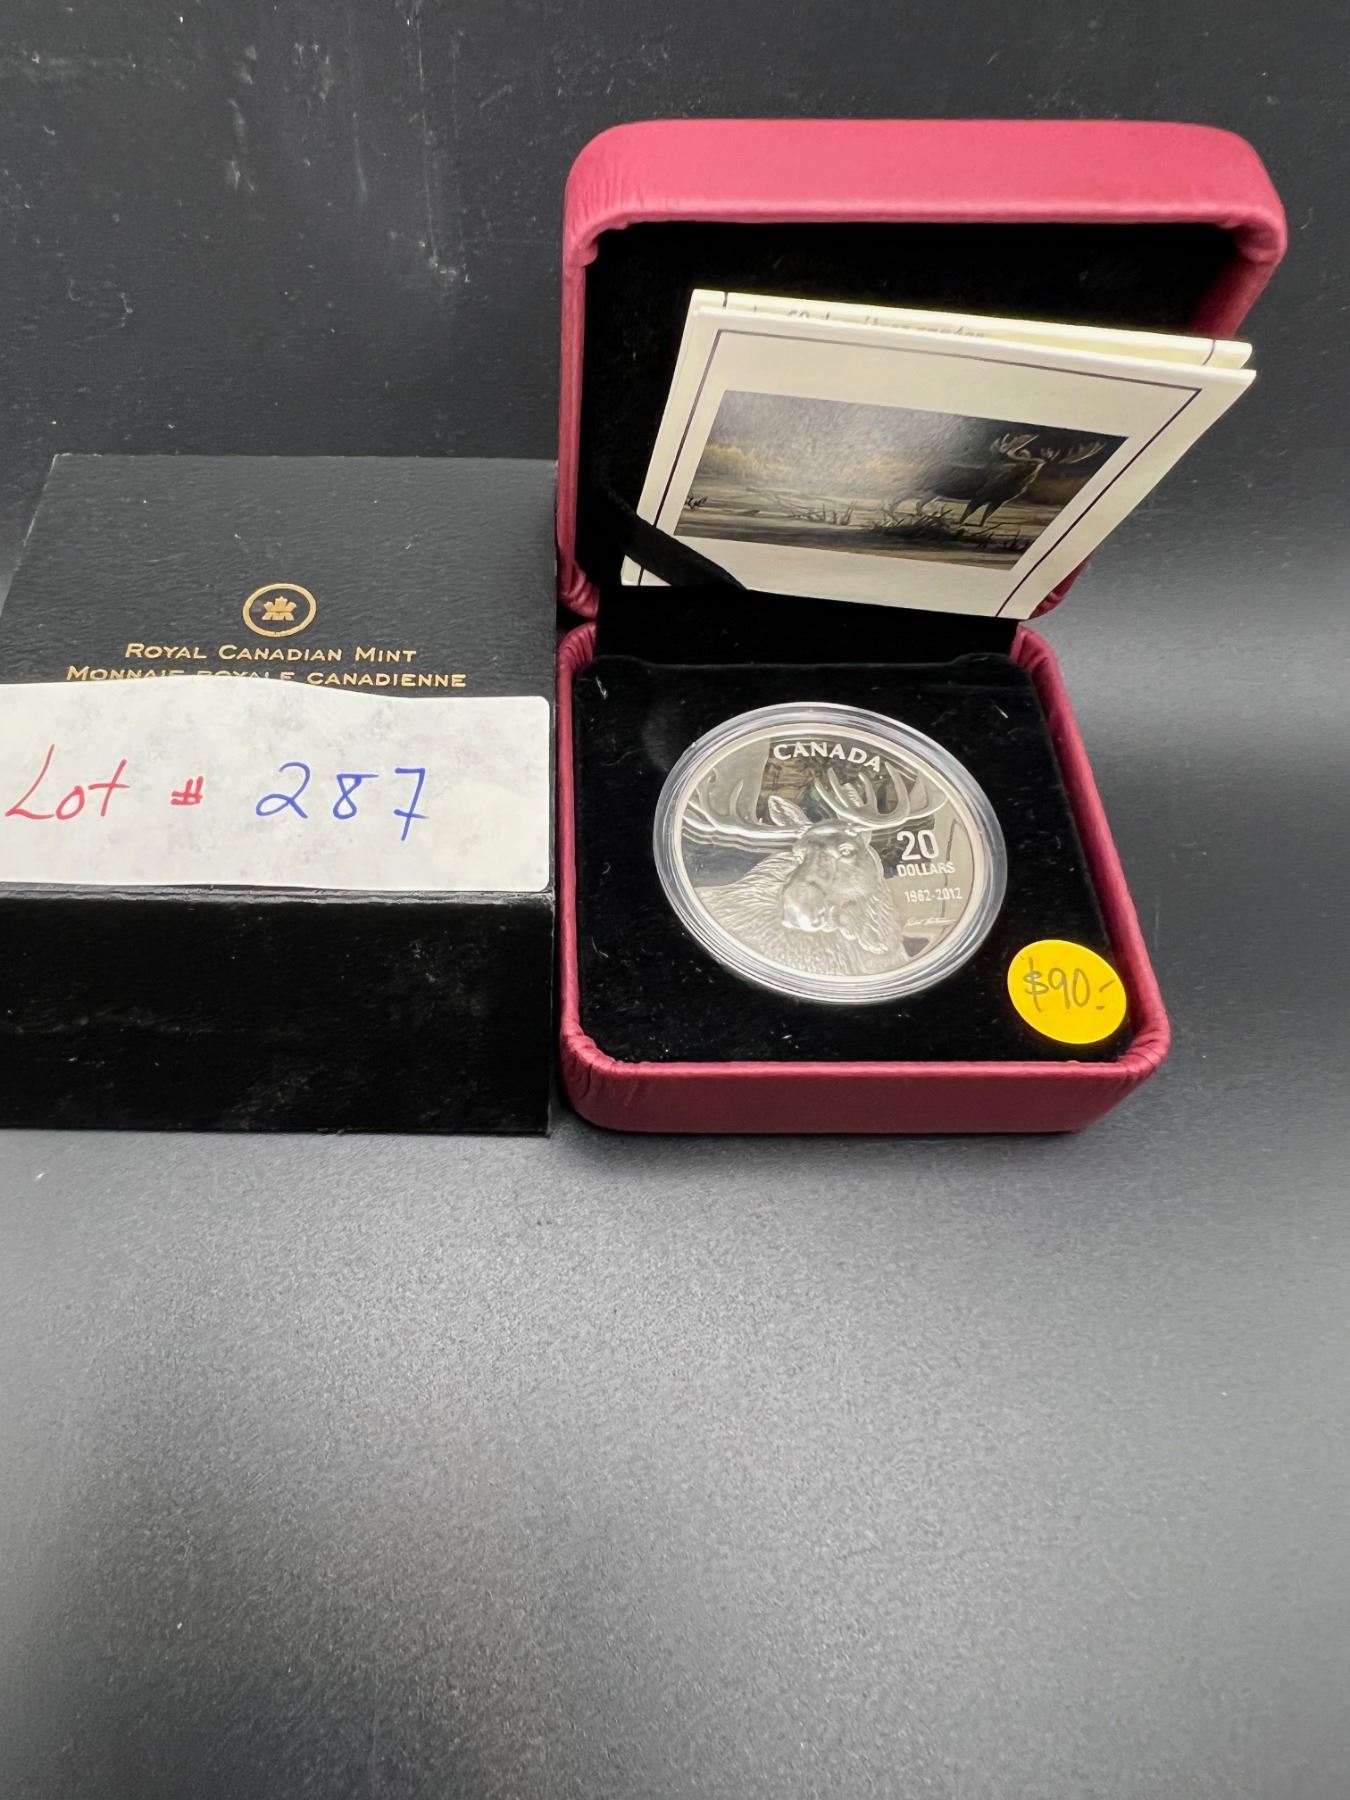 ROYAL CANADIAN MINT
MONNAIE ROYALE CANADIENNE
Lot # 287
CANADA
20
DOLLARS
1962-2012
$90.-